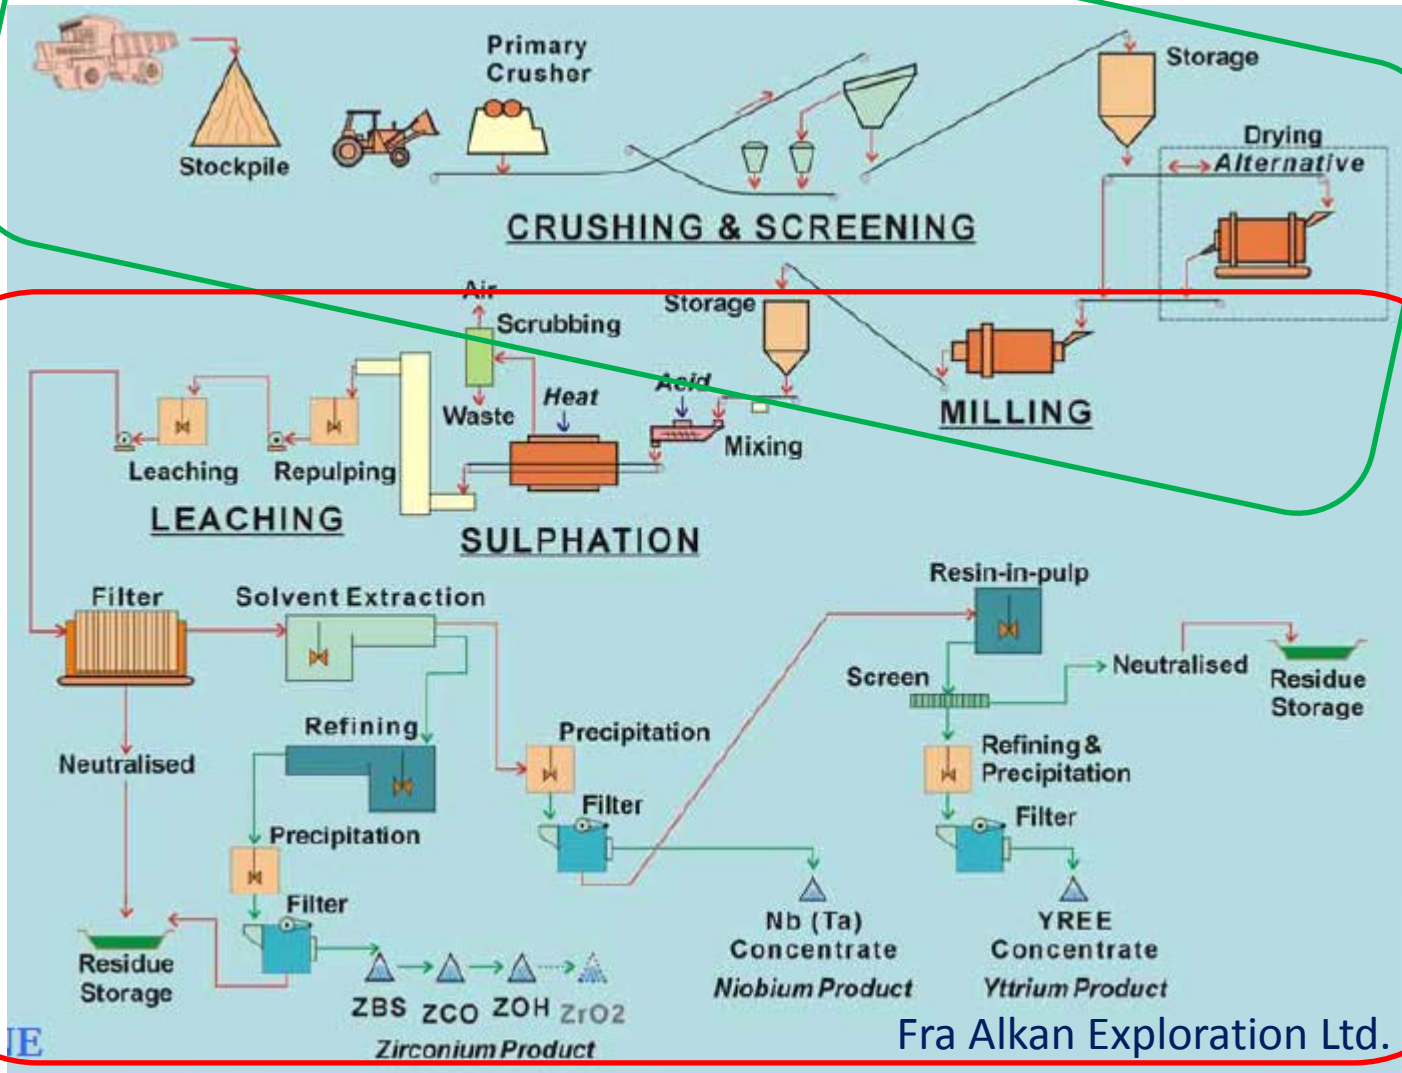 Primary
Crusher
Storage
Stockpile
Drying
Alternative
CRUSHING & SCREENING
Air
Scrubbing
Storage
Waste
Heat
Acid
Mixing
MILLING
Leaching
Repulping
LEACHING
SULPHATION
Resin-in-pulp
Filter
Solvent Extraction
Screen
Neutralised
Residue
Storage
Refining
Precipitation
Refining &
Precipitation
Neutralised
Filter
Filter
Precipitation
Filter
Residue
Storage
ZBS
ZCO
ZOH
ZrO2
Zirconium Product
Nb (Ta)
Concentrate
Niobium Product
YREE
Concentrate
Yttrium Product
Fra Alkan Exploration Ltd.